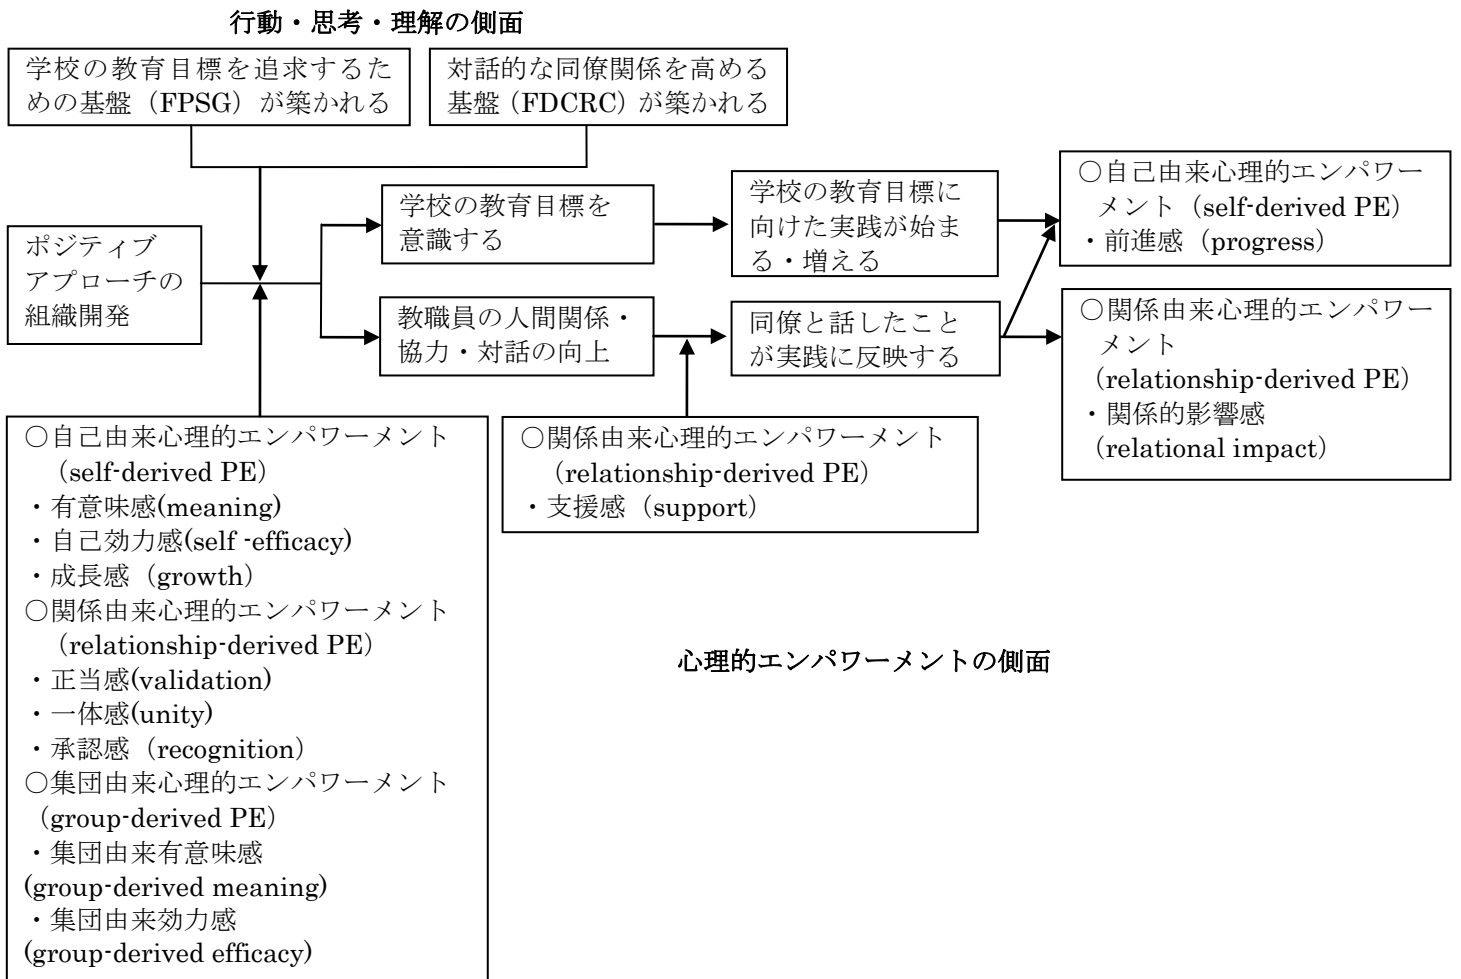 行動・思考・理解の側面
学校の教育目標を追求するた
めの基盤（FPSG）が築かれる
対話的な同僚関係を高める
基盤（FDCRC）が築かれる
ポジティブ
アプローチの
組織開発
学校の教育目標を
意識する
学校の教育目標に
向けた実践が始ま
る・増える
教職員の人間関係・
協力・対話の向上
同僚と話したこと
が実践に反映する
○自己由来心理的エンパワー
メント（self-derived PE）
・前進感（progress）
○関係由来心理的エンパワー
メント
（relationship-derived PE）
・関係的影響感
（relational impact）
○自己由来心理的エンパワーメント
（self-derived PE）
・有意味感(meaning)
・自己効力感(self -efficacy)
・成長感（growth）
○関係由来心理的エンパワーメント
（relationship-derived PE）
・正当感(validation)
・一体感(unity)
・承認感（recognition）
○集団由来心理的エンパワーメント
（group-derived PE）
・集団由来有意味感
(group-derived meaning)
・集団由来効力感
(group-derived efficacy)
○関係由来心理的エンパワーメント
（relationship-derived PE）
・支援感（support）
心理的エンパワーメントの側面